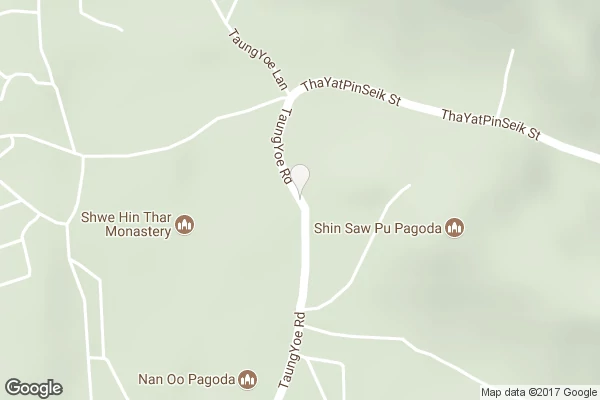 TaungYoe Lan
ThaYatPinSeik St
ThaYatPinSeik St
TaungYoe Rd
Shwe Hin Thar
Monastery
Shin Saw Pu Pagoda
TaungYoe Rd
Nan Oo Pagoda
Google
Map data ©2017 Google
Google